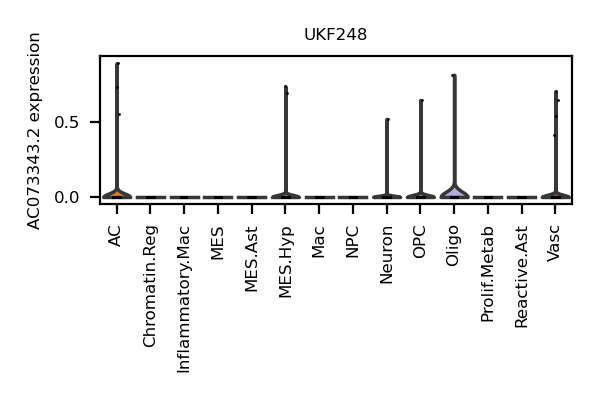 UKF248
AC073343.2 expression
0.5
0.0
AC
Chromatin.Reg
Inflammatory.Mac
MES
MES.Ast
MES.Hyp
Mac
NPC
Neuron
OPC
Oligo
Prolif.Metab
Reactive.Ast
Vasc